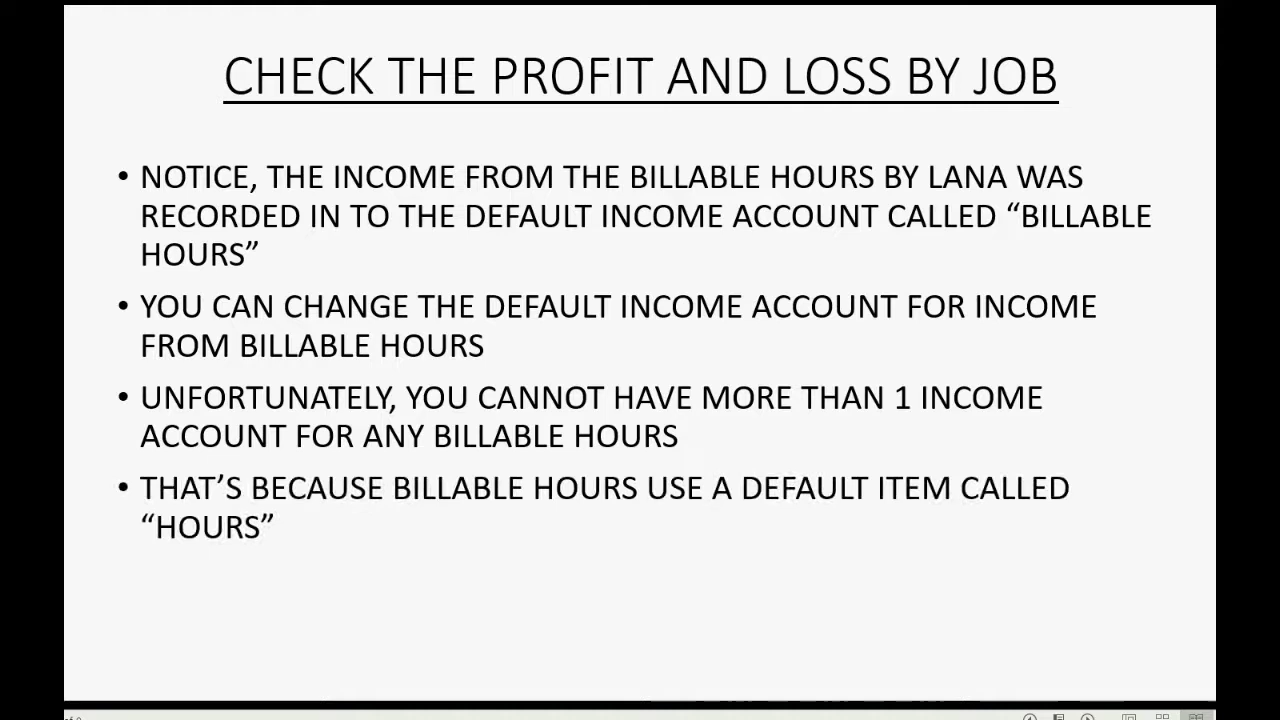 CHECK THE PROFIT AND LOSS BY JOB
• NOTICE, THE INCOME FROM THE BILLABLE HOURS BY LANA WAS
RECORDED IN TO THE DEFAULT INCOME ACCOUNT CALLED “BILLABLE
HOURS”
• YOU CAN CHANGE THE DEFAULT INCOME ACCOUNT FOR INCOME
FROM BILLABLE HOURS
• UNFORTUNATELY, YOU CANNOT HAVE MORE THAN 1 INCOME
ACCOUNT FOR ANY BILLABLE HOURS
• THAT’S BECAUSE BILLABLE HOURS USE A DEFAULT ITEM CALLED
“HOURS”